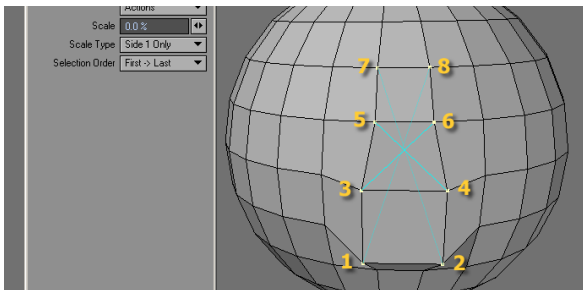 Actions
Scale 0.0 %
Scale Type Side 1 Only
Selection Order First -> Last
7 8
5 6
3 4
1 2